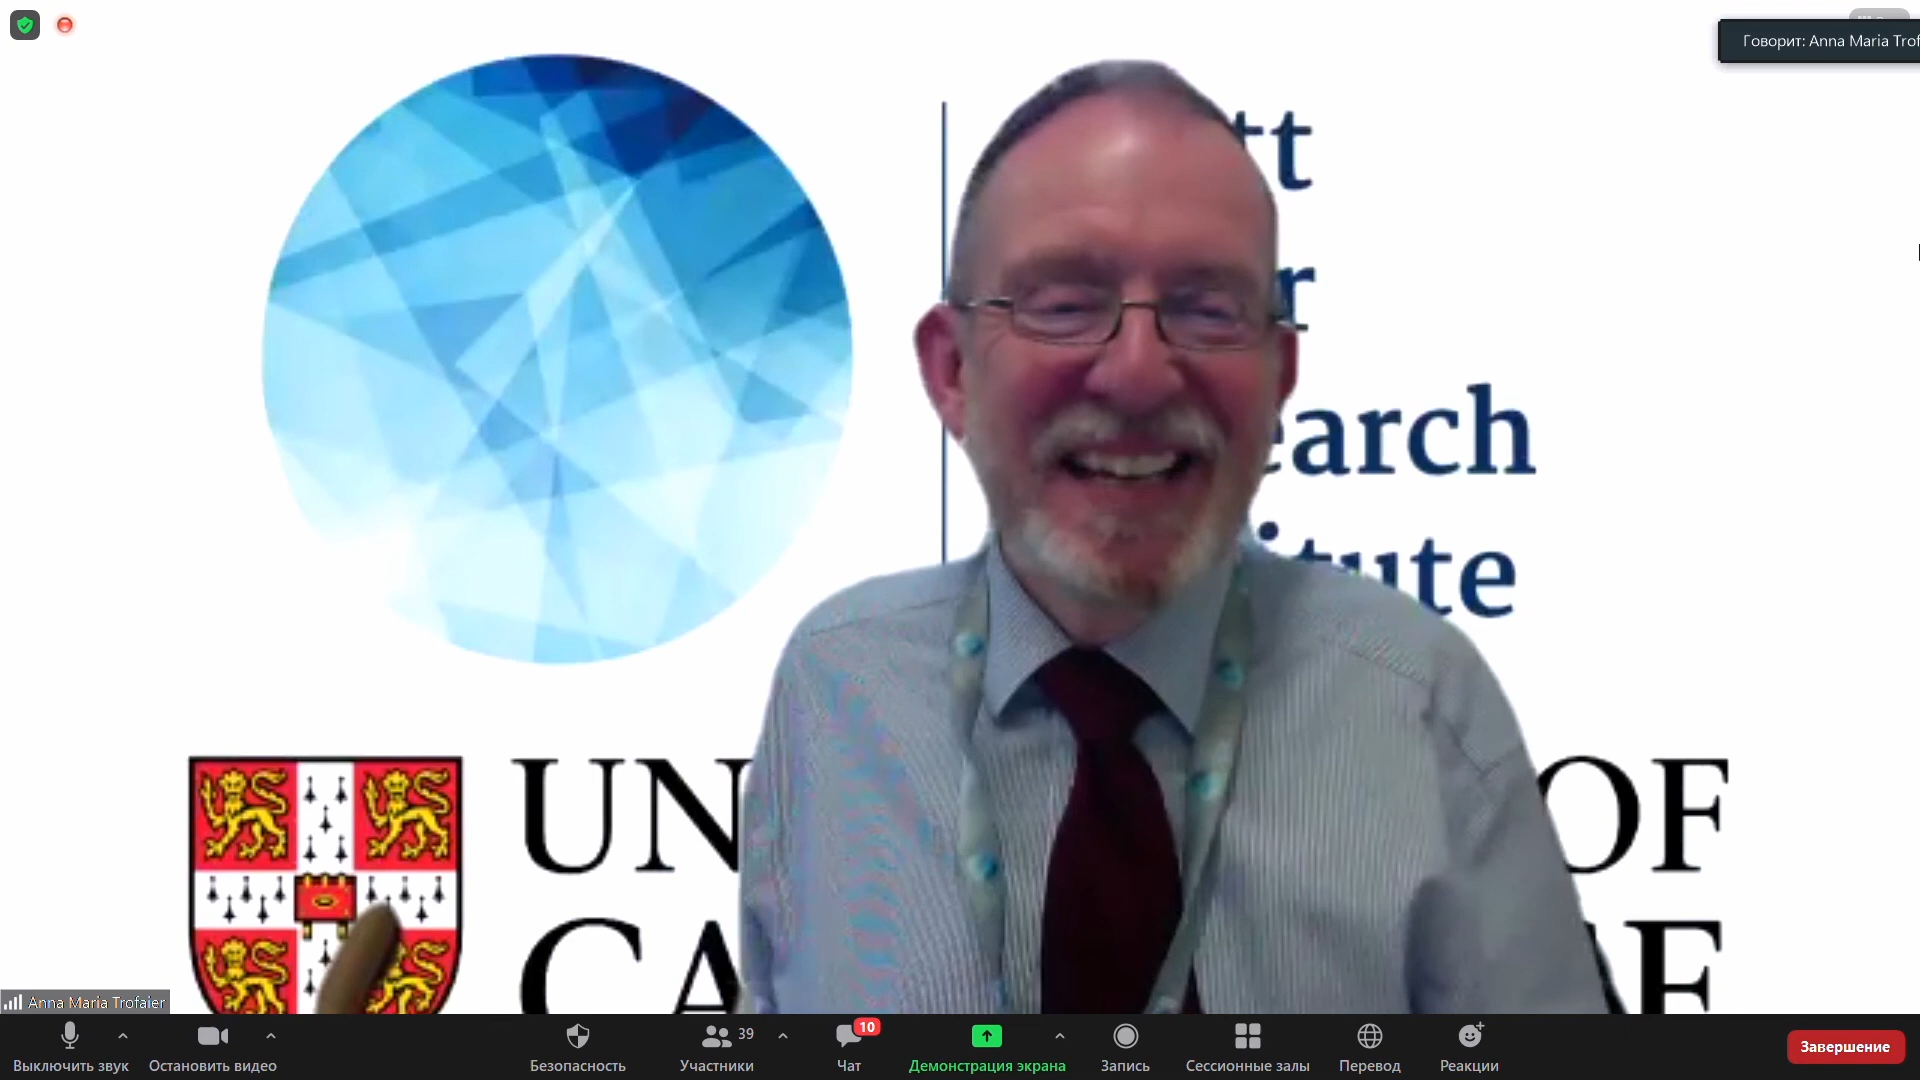 Говорит: Anna Maria Trof
tt
r
earch
itute
UN OF
CA GE
Anna Maria Trofaier
39
10
Выключить звук
Остановить видео
Безопасность
Участники
Чат
Демонстрация экрана
Запись
Сессионные залы
Перевод
Реакции
Завершение